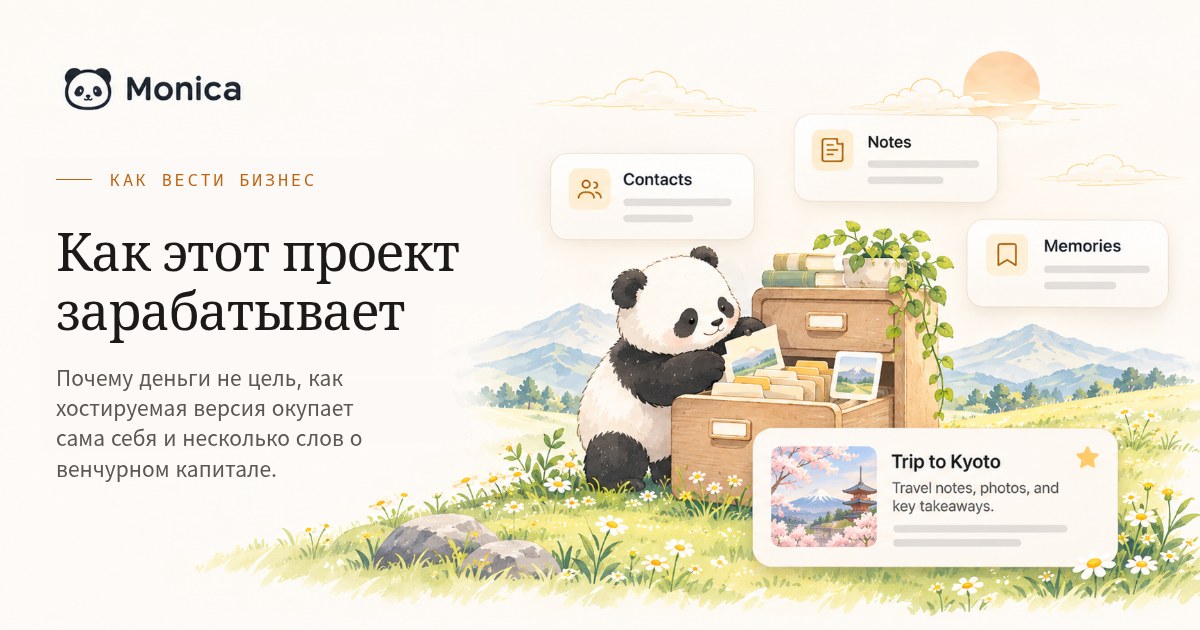 Monica
КАК ВЕСТИ БИЗНЕС
Как этот проект
зарабатывает
Почему деньги не цель, как
хостируемая версия окупает
сама себя и несколько слов о
венчурном капитале.
Contacts
Notes
Memories
Trip to Kyoto
Travel notes, photos, and
key takeaways.